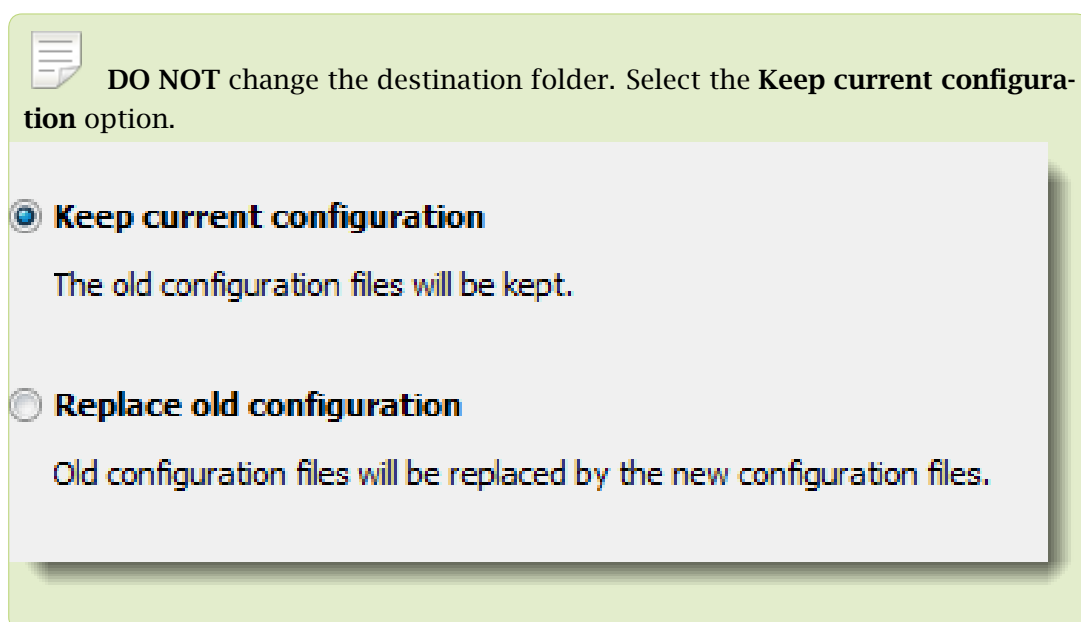 DO NOT change the destination folder. Select the Keep current configura-
tion option.
Keep current configuration
The old configuration files will be kept.
Replace old configuration
Old configuration files will be replaced by the new configuration files.